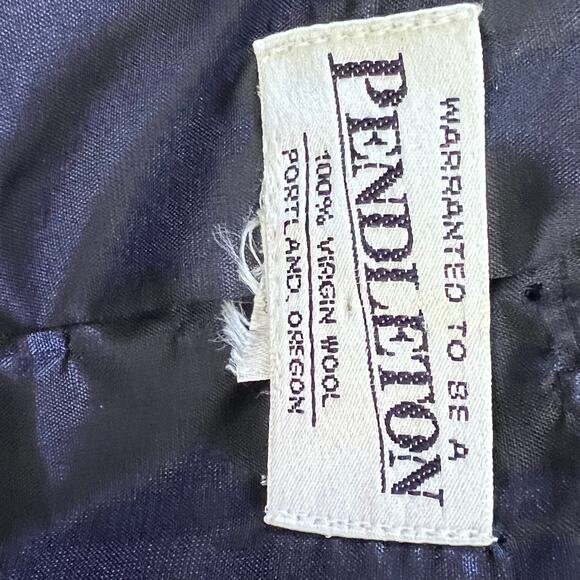 WARRANTED TO BE A
PENDLETON
100% VIRGIN WOOL
PORTLAND, OREGON